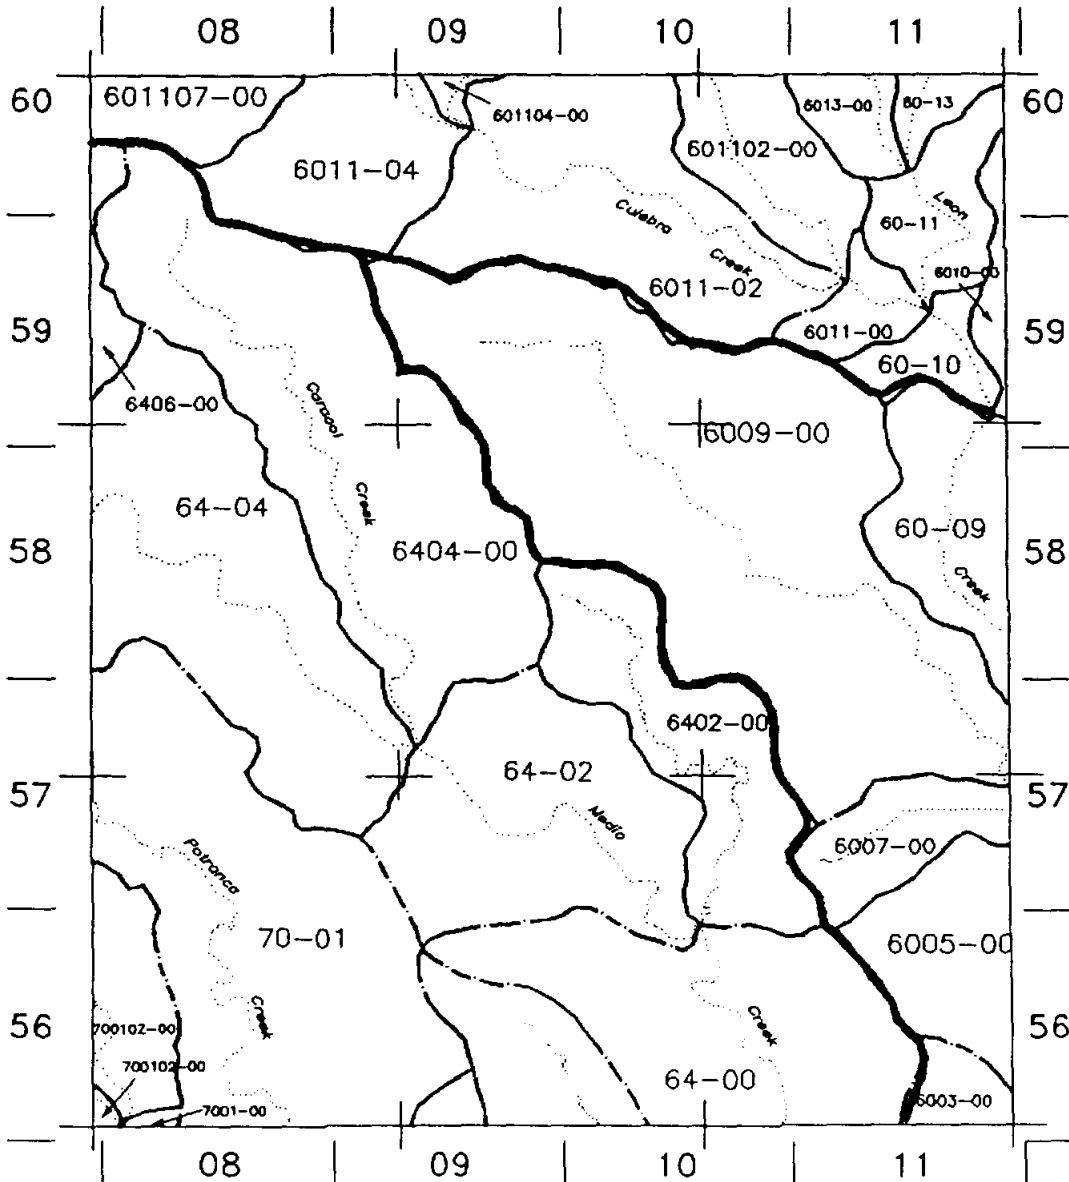 08 09 10 11
60 601107-00 601104-00 6013-00 60-13 60
6011-04 601102-00
Culebra Leon
60-11
Creek
6010-00
6011-02
59 6011-00 59
60-10
6406-00 Caracol
6009-00
64-04 Creek
60-09
58 6404-00 58
Creek
6402-00
64-02
57 57
Medio
Potranca 6007-00
70-01 6005-00
Creek Creek
56 700102-00 56
700102-00 64-00
7001-00 6003-00
08 09 10 11